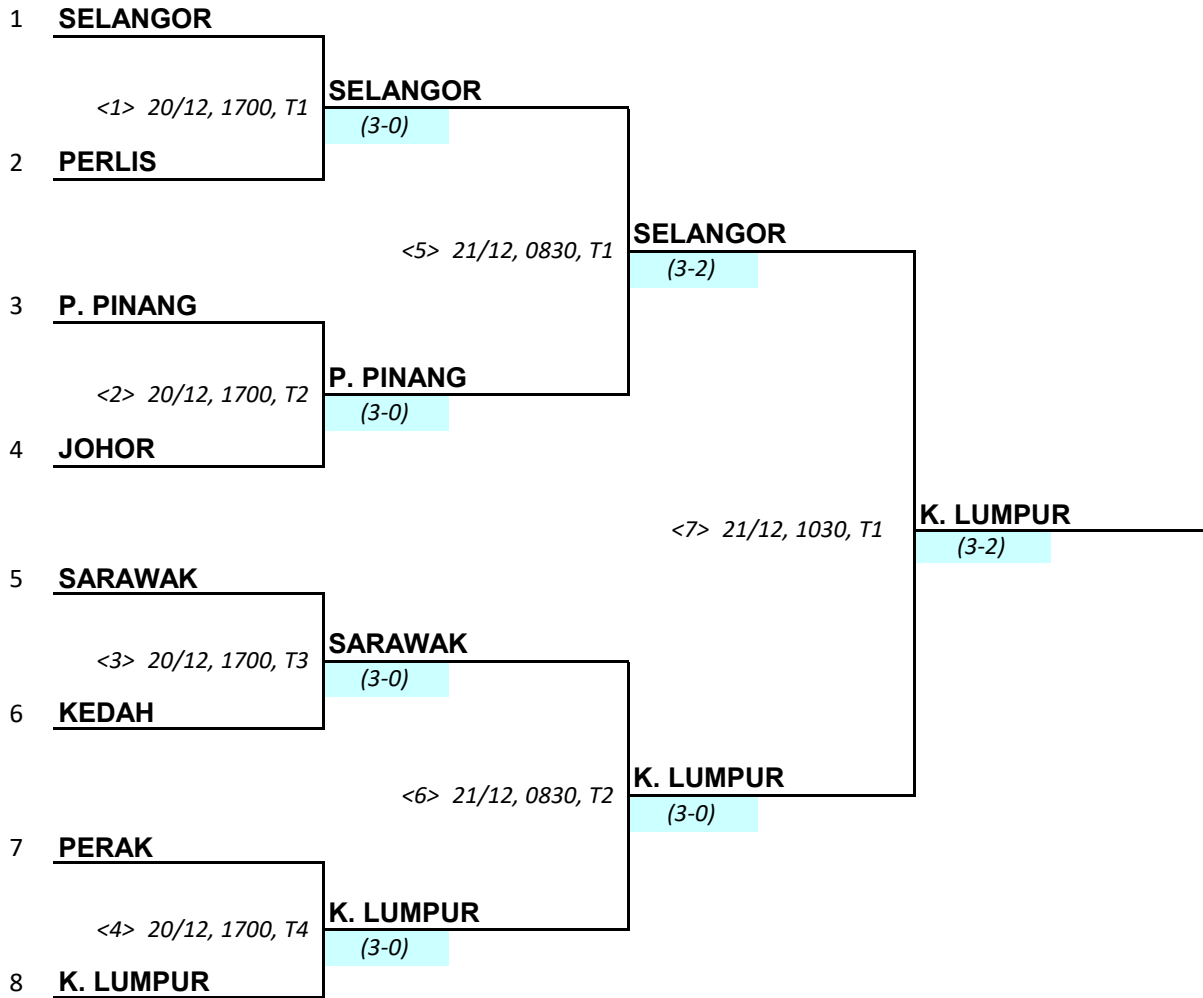 1 SELANGOR
<1> 20/12, 1700, T1
SELANGOR
(3-0)
2 PERLIS
<5> 21/12, 0830, T1
SELANGOR
(3-2)
3 P. PINANG
<2> 20/12, 1700, T2
P. PINANG
(3-0)
4 JOHOR
<7> 21/12, 1030, T1
K. LUMPUR
(3-2)
5 SARAWAK
<3> 20/12, 1700, T3
SARAWAK
(3-0)
6 KEDAH
<6> 21/12, 0830, T2
K. LUMPUR
(3-0)
7 PERAK
<4> 20/12, 1700, T4
K. LUMPUR
(3-0)
8 K. LUMPUR